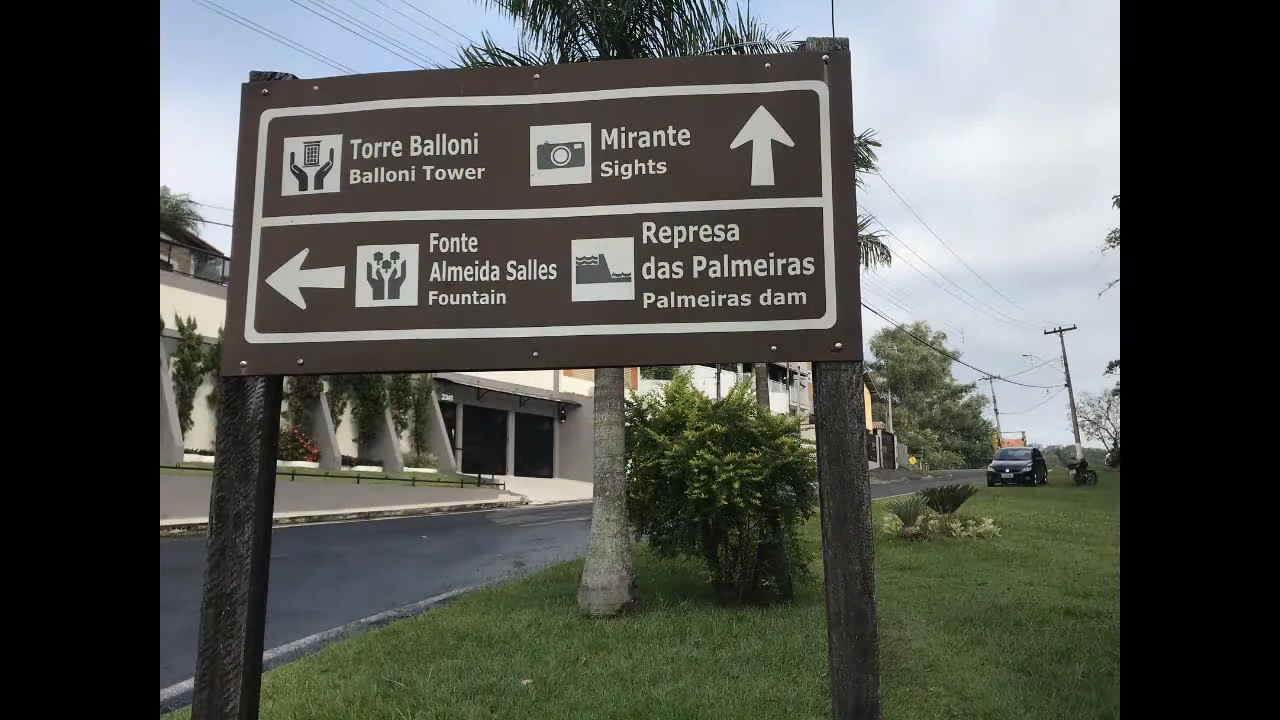 Torre Balloni
Balloni Tower
Mirante
Sights
Fonte
Almeida Salles
Fountain
Represa
das Palmeiras
Palmeiras dam